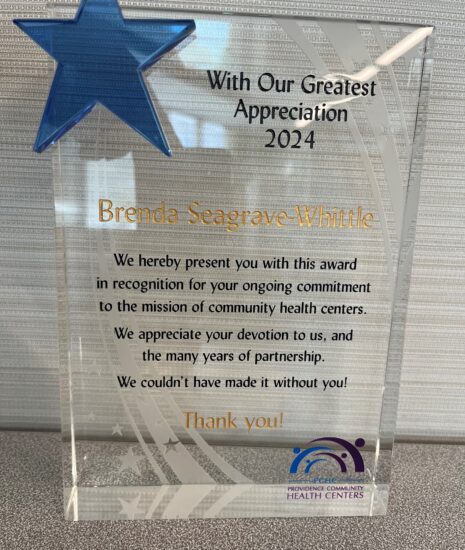 With Our Greatest
Appreciation
2024
Brenda Seagrave-Whittle
We hereby present you with this award
in recognition for your ongoing commitment
to the mission of community health centers.
We appreciate your devotion to us, and
the many years of partnership.
We couldn't have made it without you!
Thank you!
PCHC
PROVIDENCE COMMUNITY
HEALTH CENTERS